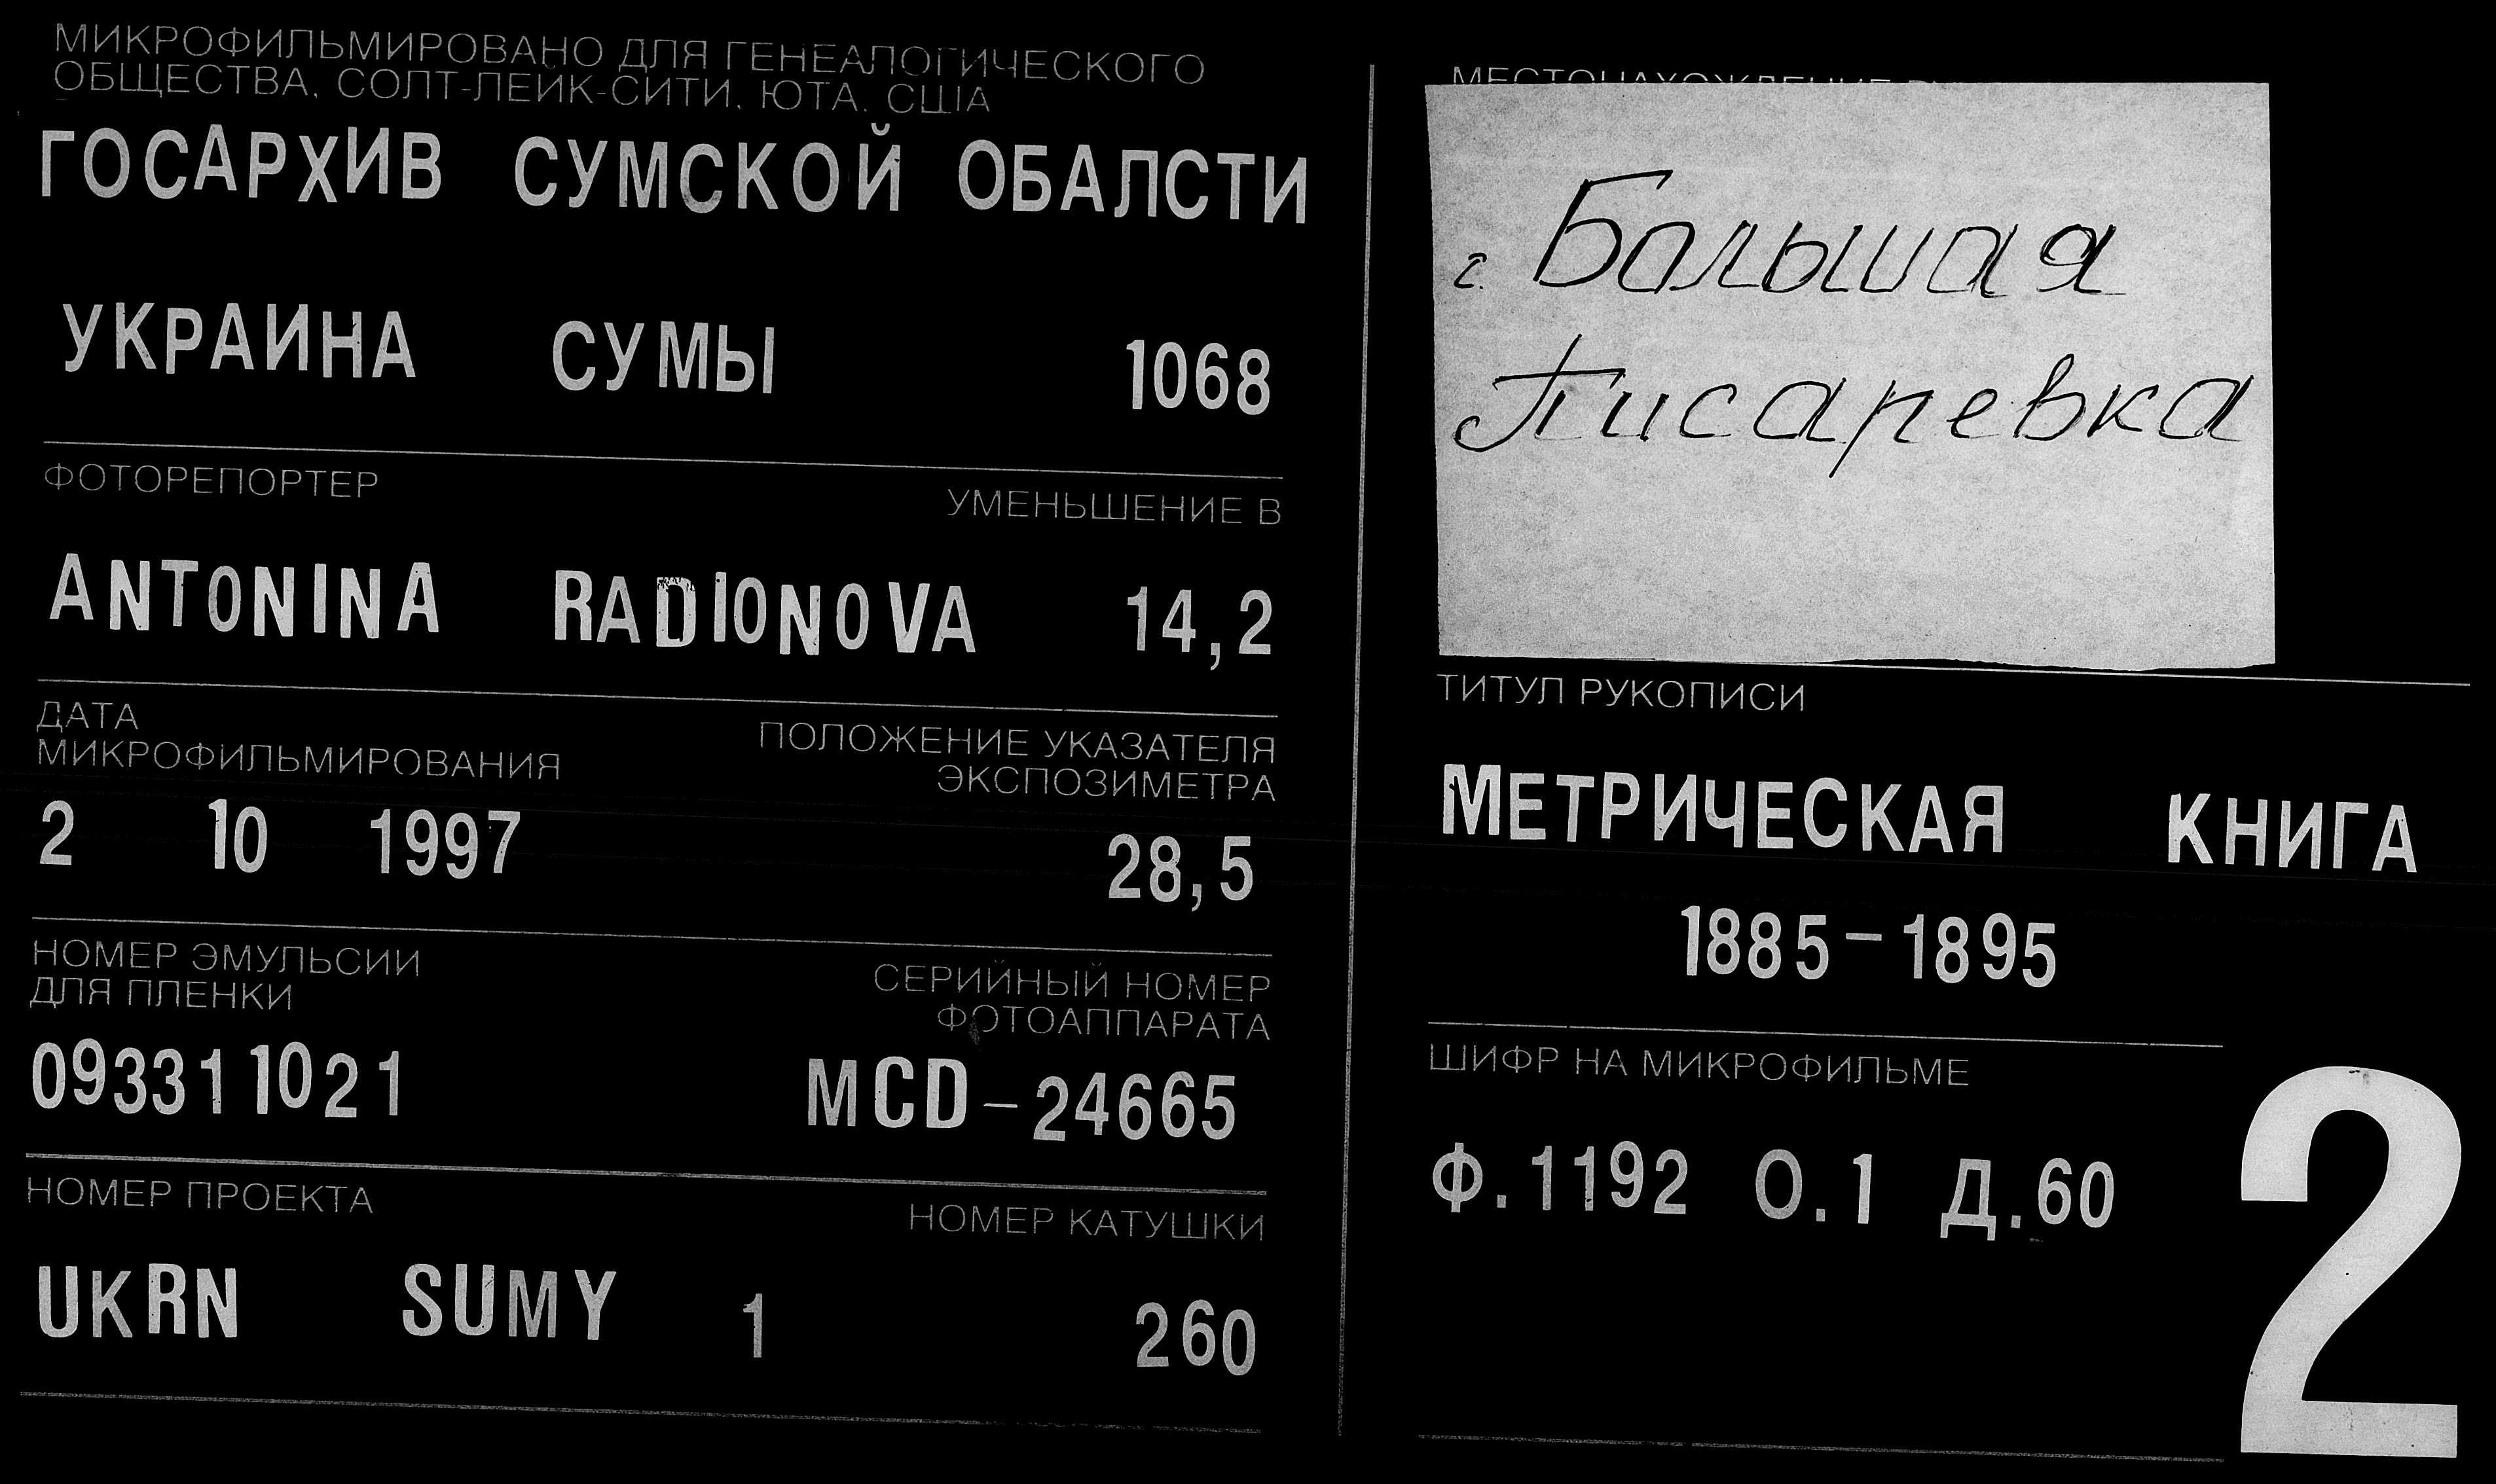 МИКРОФИЛЬМИРОВАНО ДЛЯ ГЕНЕАЛОГИЧЕСКОГО
ОБЩЕСТВА, СОЛТ-ЛЕЙК-СИТИ, ЮТА, США
ГОСАРХИВ СУМСКОЙ ОБАЛСТИ
УКРАИНА СУМЫ 1068
ФОТОРЕПОРТЕР
УМЕНЬШЕНИЕ В
ANTONINA RADIONOVA 14,2
ДАТА
МИКРОФИЛЬМИРОВАНИЯ
ПОЛОЖЕНИЕ УКАЗАТЕЛЯ
ЭКСПОЗИМЕТРА
2 10 1997
28,5
НОМЕР ЭМУЛЬСИИ
ДЛЯ ПЛЕНКИ
СЕРИЙНЫЙ НОМЕР
ФОТОАППАРАТА
093311021
MCD-24665
НОМЕР ПРОЕКТА
НОМЕР КАТУШКИ
UKRN SUMY 1
260
МЕСТОНАХОЖДЕНИЕ
г. Большая
Писаревка
ТИТУЛ РУКОПИСИ
МЕТРИЧЕСКАЯ КНИГА
1885-1895
ШИФР НА МИКРОФИЛЬМЕ
Ф.1192 О.1 Д.60
2